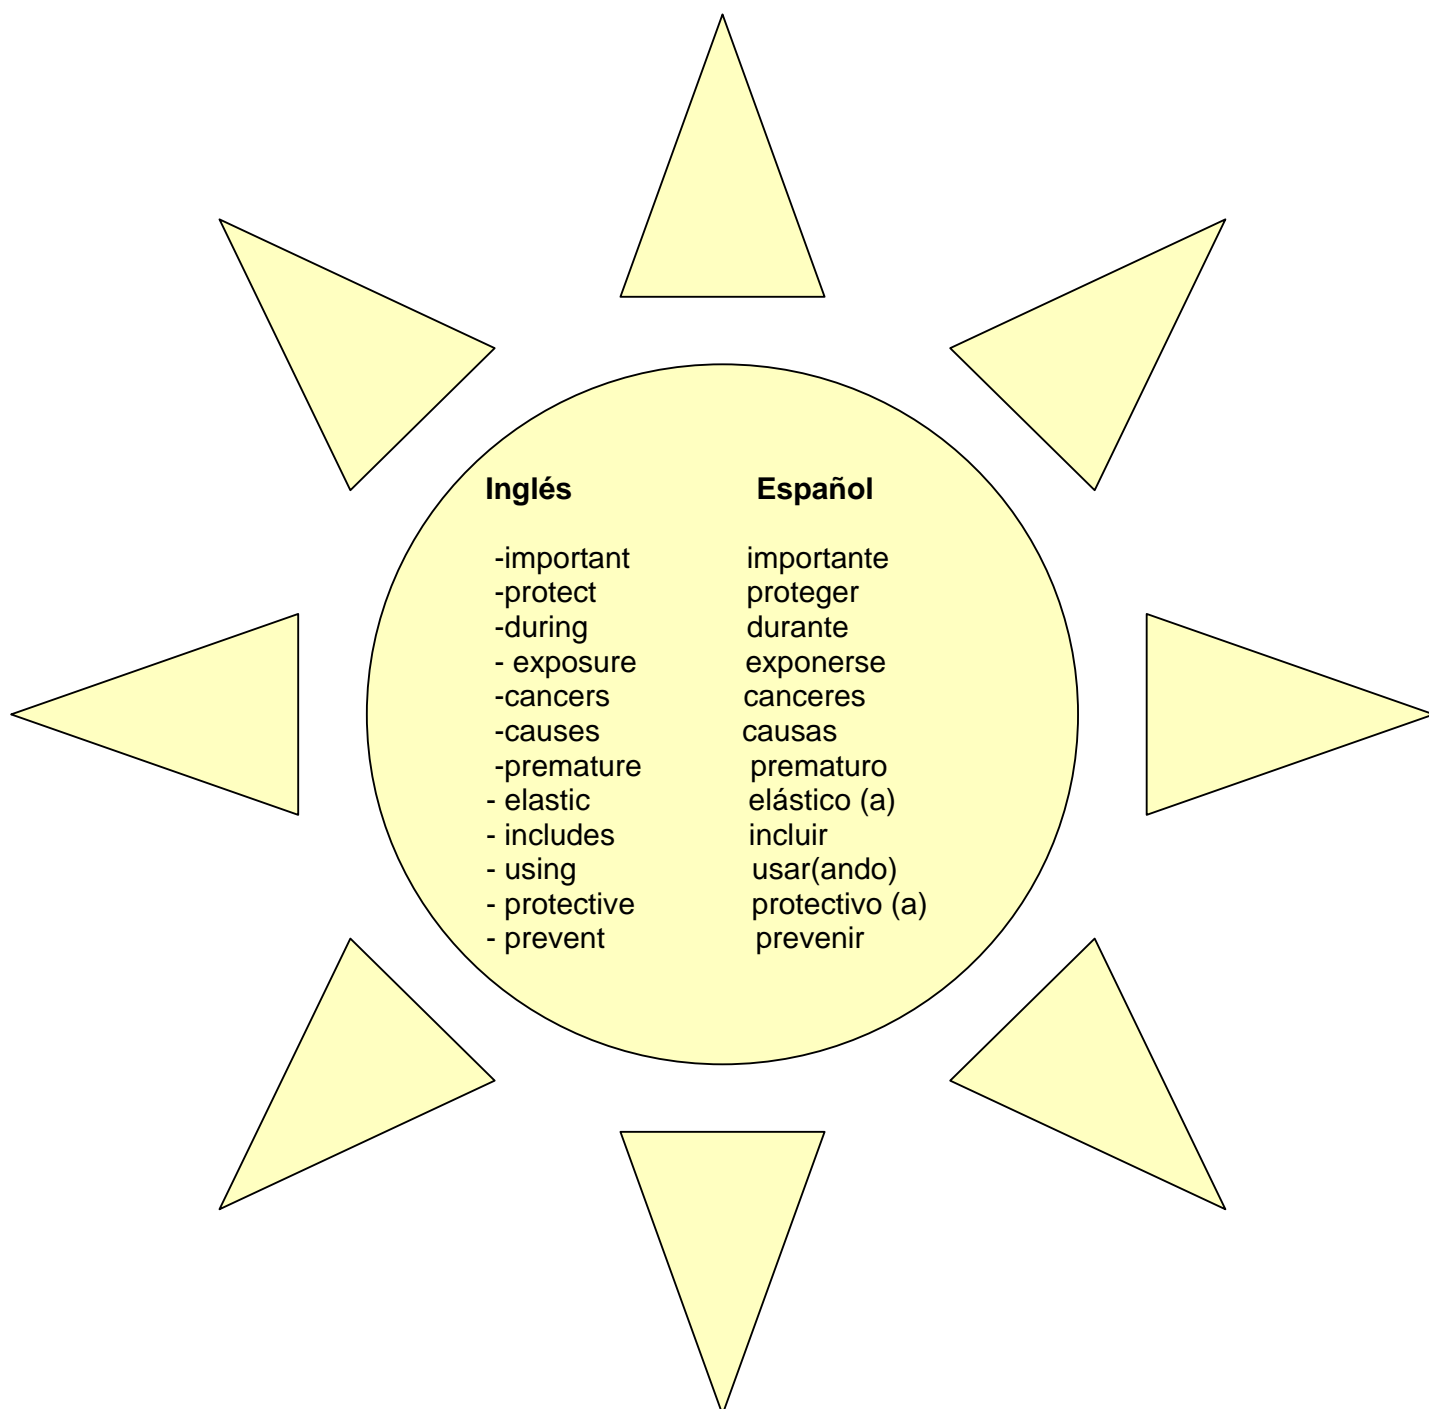 Inglés Español
-important importante
-protect proteger
-during durante
- exposure exponerse
-cancers canceres
-causes causas
-premature prematuro
- elastic elástico (a)
- includes incluir
- using usar(ando)
- protective protectivo (a)
- prevent prevenir